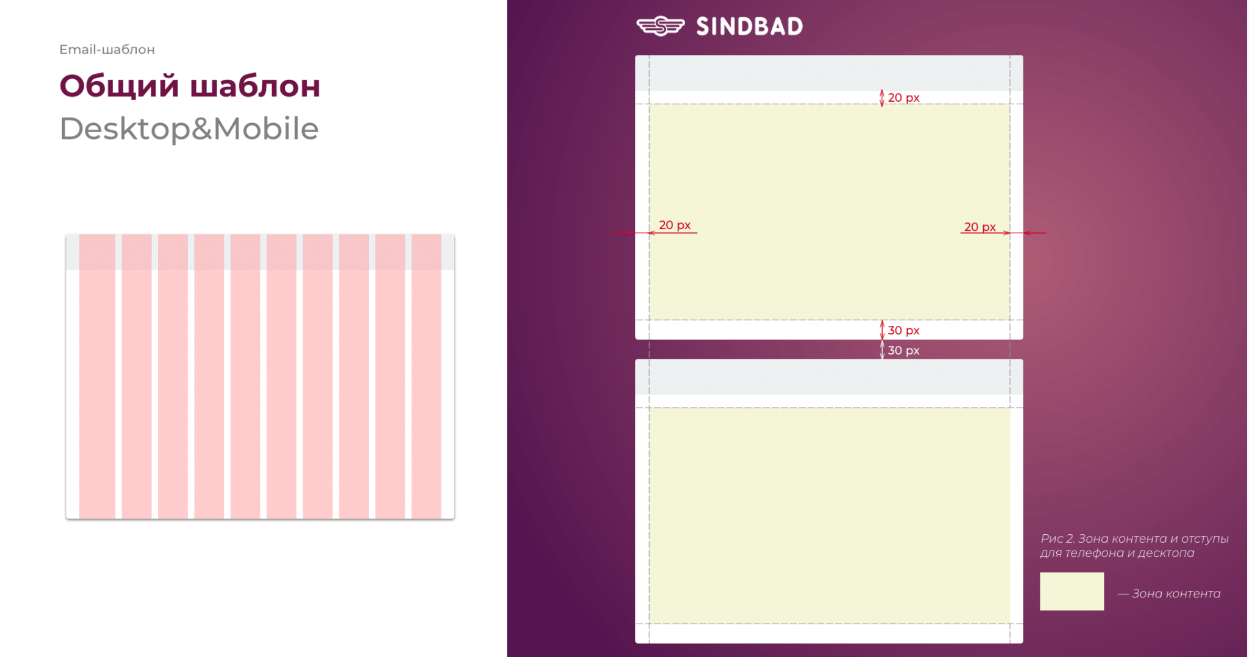 Email-шаблон
Общий шаблон
Desktop&Mobile
SINDBAD
20 px
20 px
20 px
30 px
30 px
Рис 2. Зона контента и отступы
для телефона и десктопа
— Зона контента